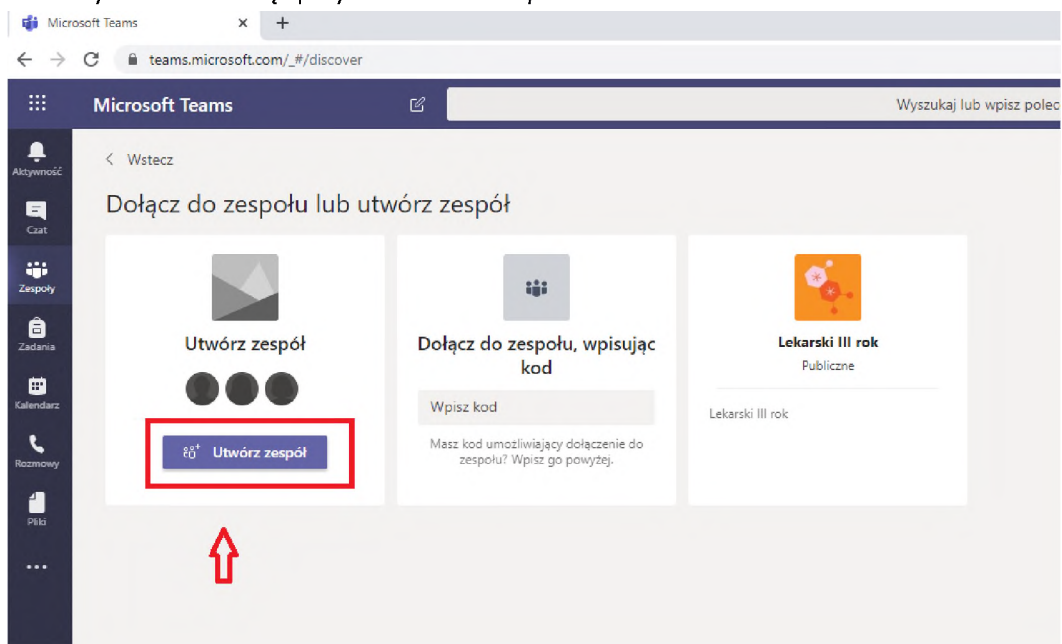 Microsoft Teams
teams.microsoft.com/_#/discover
Microsoft Teams
Wyszukaj lub wpisz polec
Aktywność
Czat
Zespoły
Zadania
Kalendarz
Rozmowy
Pliki
Wstecz
Dołącz do zespołu lub utwórz zespół
Utwórz zespół
Utwórz zespół
Dołącz do zespołu, wpisując
kod
Wpisz kod
Masz kod umożliwiający dołączenie do
zespołu? Wpisz go powyżej.
Lekarski III rok
Publiczne
Lekarski III rok